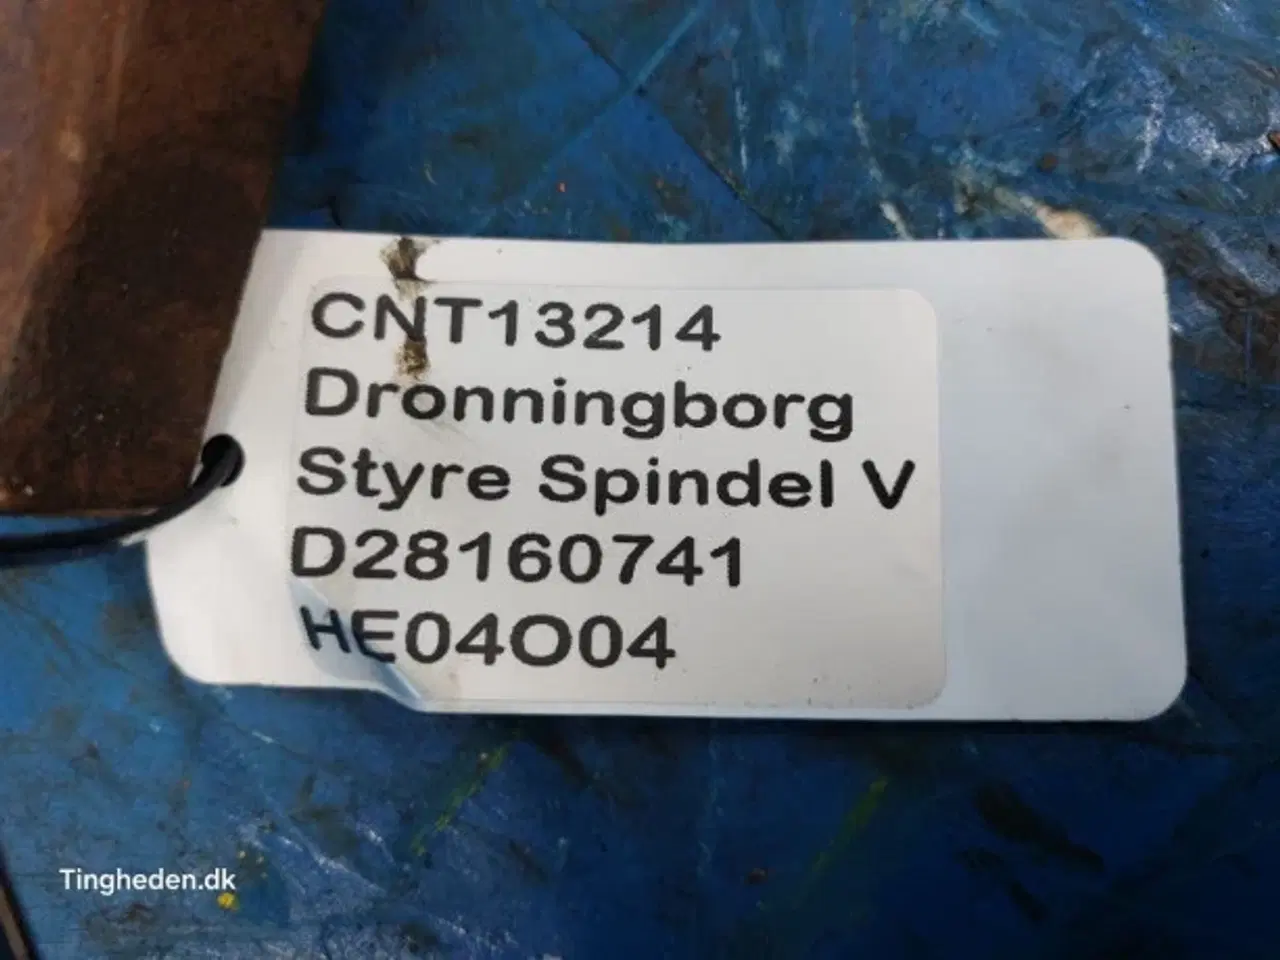 CNT13214
Dronningborg
Styre Spindel V
D28160741
HE04O04
Tingheden.dk